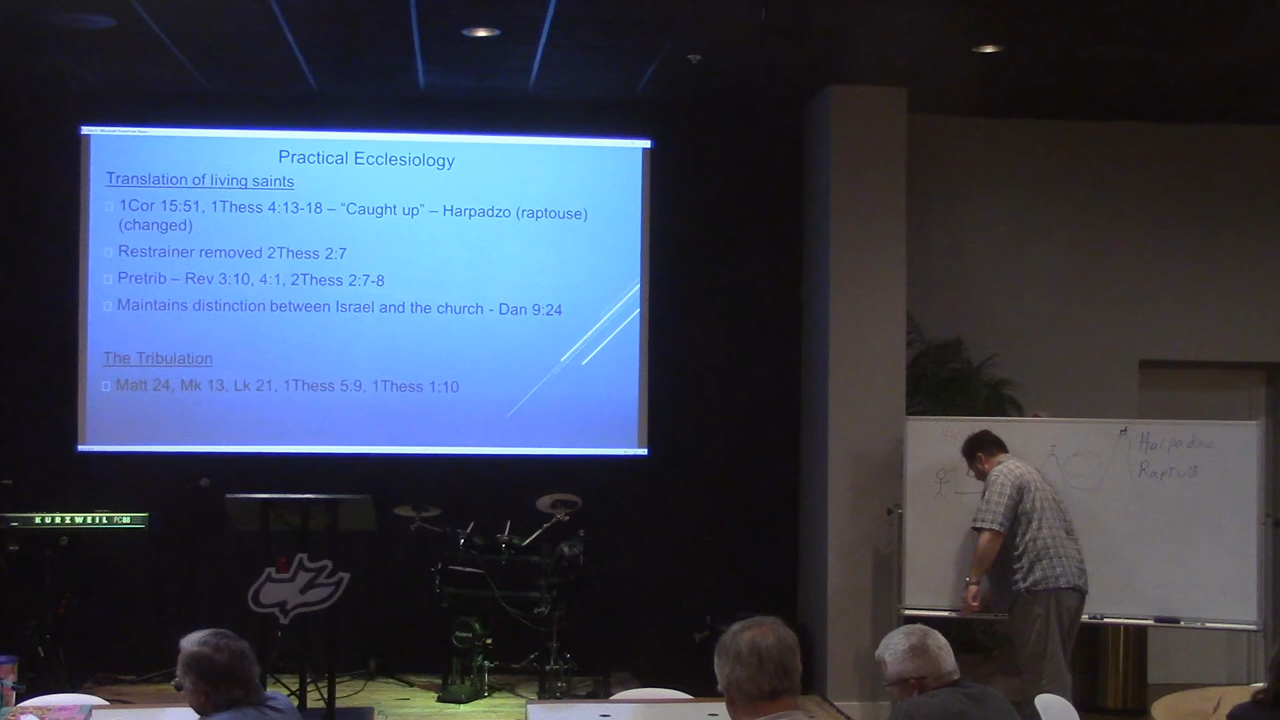 Practical Ecclesiology
Translation of living saints
1Cor 15:51, 1Thess 4:13-18 – “Caught up” – Harpadzo (raptouse)
(changed)
Restrainer removed 2Thess 2:7
Pretrib – Rev 3:10, 4:1, 2Thess 2:7-8
Maintains distinction between Israel and the church - Dan 9:24
The Tribulation
Matt 24, Mk 13, Lk 21, 1Thess 5:9, 1Thess 1:10
Harpadzo
KURZWEIL PC88
Roland